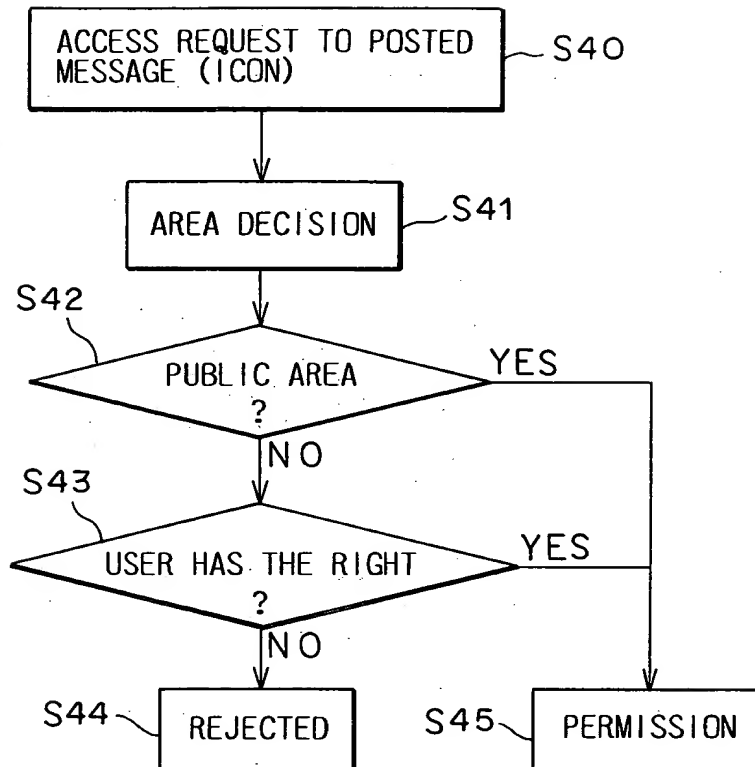 ACCESS REQUEST TO POSTED
MESSAGE (ICON)
S40
AREA DECISION
S41
S42
PUBLIC AREA
?
YES
NO
S43
USER HAS THE RIGHT
?
YES
NO
S44
REJECTED
S45
PERMISSION